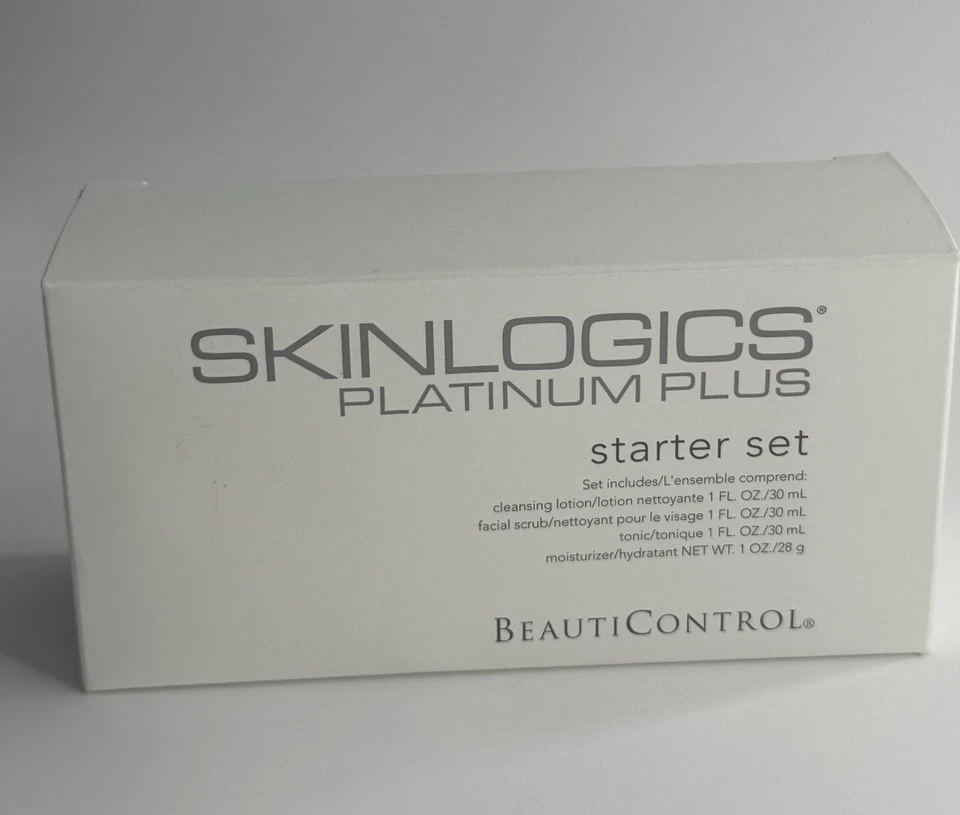 SKINLOGICS®
PLATINUM PLUS
starter set
Set includes/L'ensemble comprend:
cleansing lotion/lotion nettoyante 1 FL. OZ./30 mL
facial scrub/nettoyant pour le visage 1 FL. OZ./30 mL
tonic/tonique 1 FL. OZ./30 mL
moisturizer/hydratant NET WT. 1 OZ./28 g
BEAUTICONTROL®